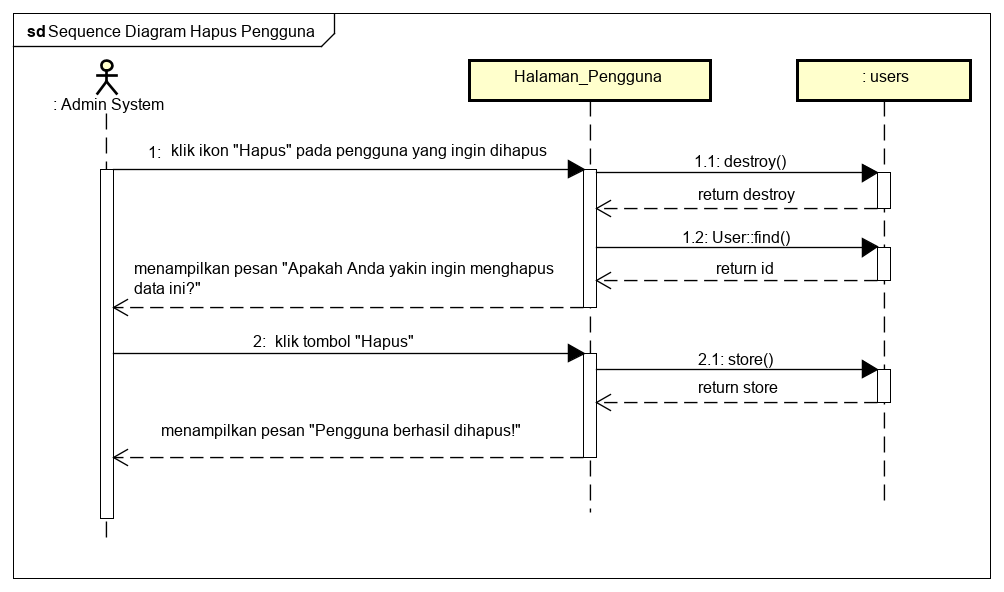 sd Sequence Diagram Hapus Pengguna
: Admin System
Halaman_Pengguna
: users
1: klik ikon "Hapus" pada pengguna yang ingin dihapus
1.1: destroy()
return destroy
1.2: User::find()
return id
menampilkan pesan "Apakah Anda yakin ingin menghapus
data ini?"
2: klik tombol "Hapus"
2.1: store()
return store
menampilkan pesan "Pengguna berhasil dihapus!"